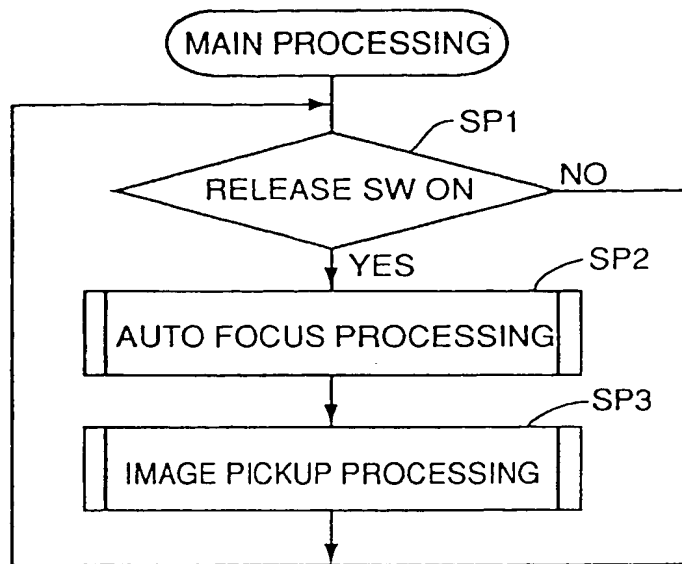 MAIN PROCESSING
SP1
RELEASE SW ON
NO
YES
SP2
AUTO FOCUS PROCESSING
SP3
IMAGE PICKUP PROCESSING